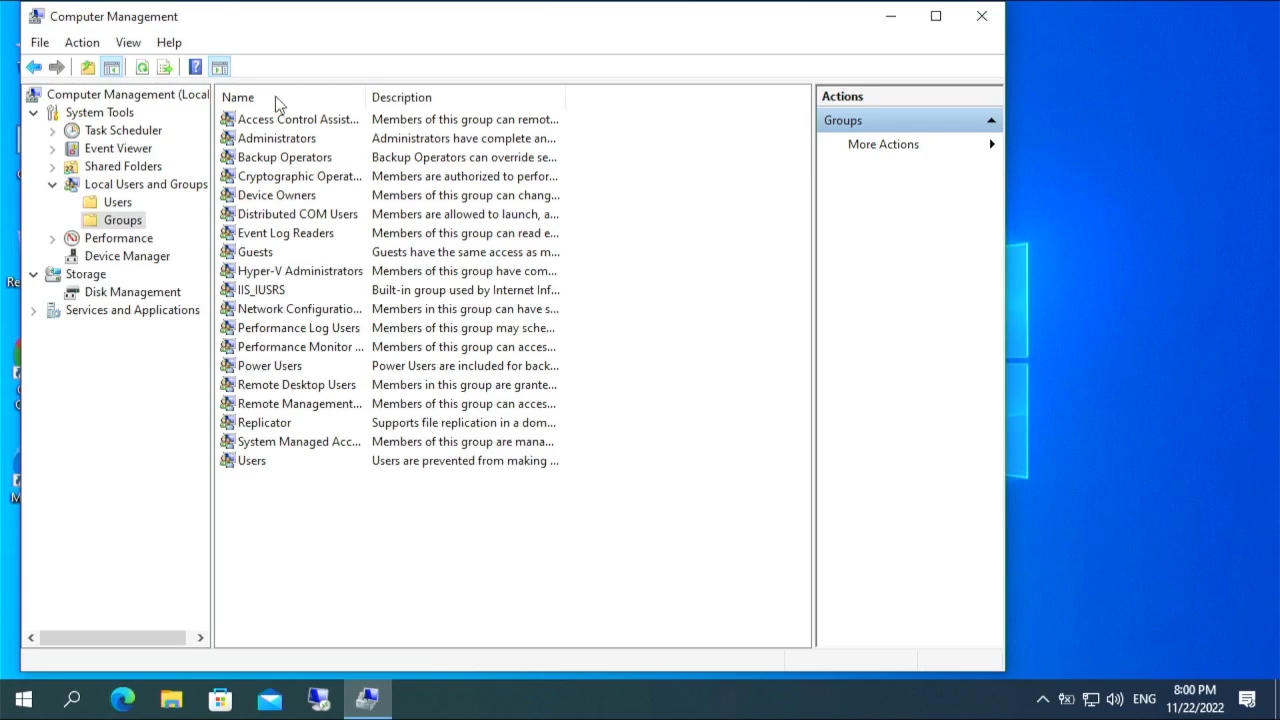 Computer Management
File Action View Help
Computer Management (Local
System Tools
Task Scheduler
Event Viewer
Shared Folders
Local Users and Groups
Users
Groups
Performance
Device Manager
Storage
Disk Management
Services and Applications
Name Description
Access Control Assist... Members of this group can remot...
Administrators Administrators have complete an...
Backup Operators Backup Operators can override se...
Cryptographic Operat... Members are authorized to perfor...
Device Owners Members of this group can chang...
Distributed COM Users Members are allowed to launch, a...
Event Log Readers Members of this group can read e...
Guests Guests have the same access as m...
Hyper-V Administrators Members of this group have com...
IIS_IUSRS Built-in group used by Internet Inf...
Network Configuratio... Members in this group can have s...
Performance Log Users Members of this group may sche...
Performance Monitor ... Members of this group can acces...
Power Users Power Users are included for back...
Remote Desktop Users Members in this group are grante...
Remote Management... Members of this group can acces...
Replicator Supports file replication in a dom...
System Managed Acc... Members of this group are mana...
Users Users are prevented from making ...
Actions
Groups
More Actions
Re
ENG
8:00 PM
11/22/2022